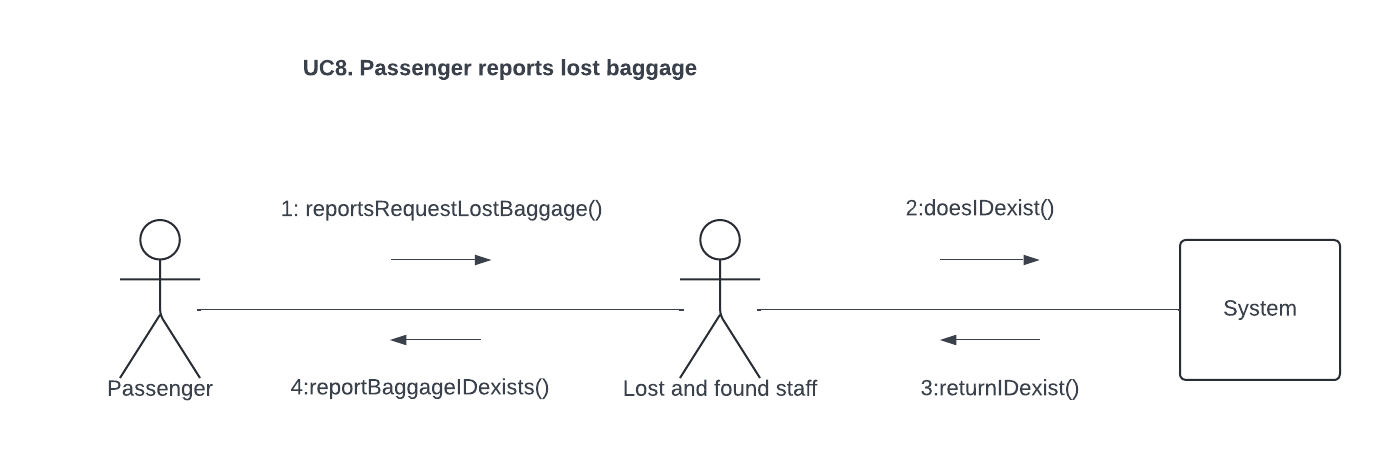 UC8. Passenger reports lost baggage
1: reportsRequestLostBaggage()
2:doesIDexist()
System
Passenger
4:reportBaggageIDexists()
Lost and found staff
3:returnIDexist()